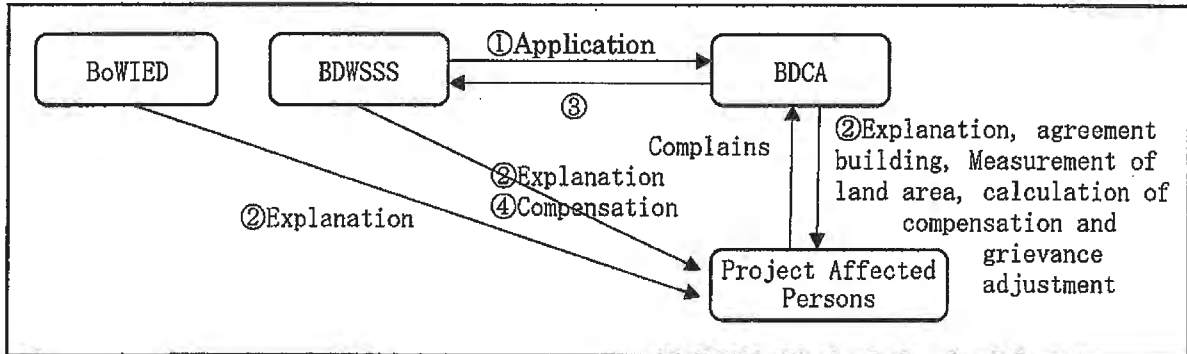 BoWIED
BDWSSS
①Application
③
BDCA
Complains
②Explanation, agreement
building, Measurement of
land area, calculation of
compensation and
grievance
adjustment
②Explanation
④Compensation
②Explanation
Project Affected
Persons